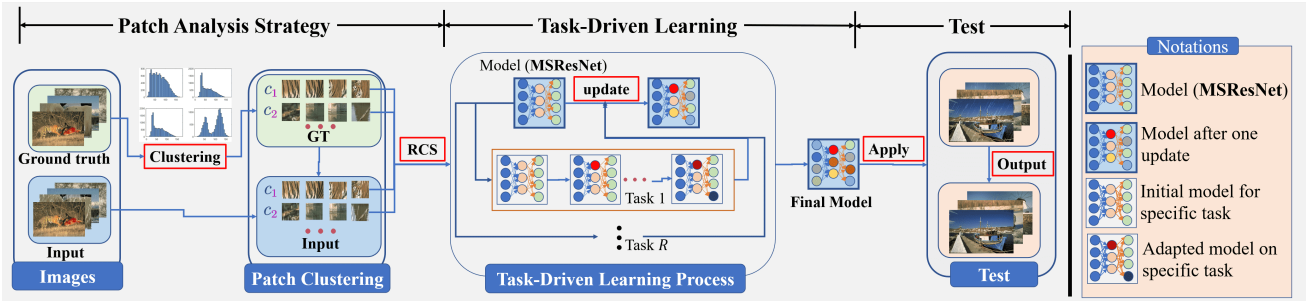 Patch Analysis Strategy
Task-Driven Learning
Test
Ground truth
Input
Images
Clustering
c1
c2
GT
c1
c2
Input
Patch Clustering
RCS
Model (MSResNet)
update
Task 1
Task R
Task-Driven Learning Process
Final Model
Apply
Output
Test
Notations
Model (MSResNet)
Model after one
update
Initial model for
specific task
Adapted model on
specific task